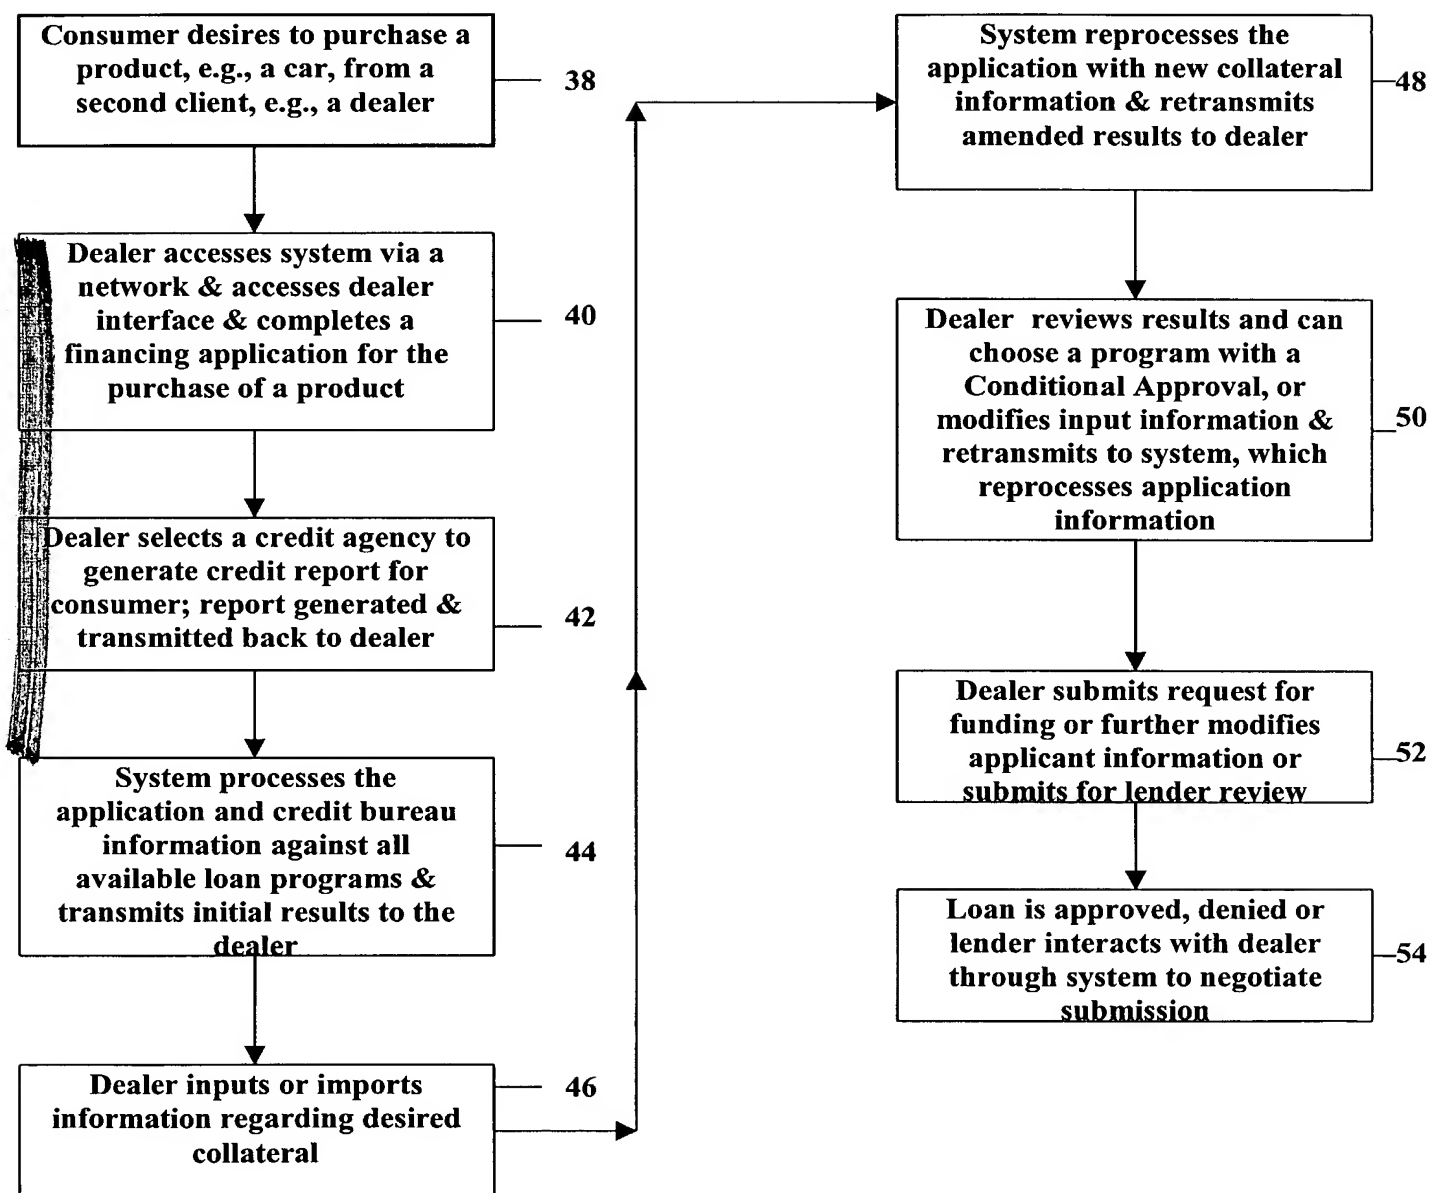 Consumer desires to purchase a
product, e.g., a car, from a
second client, e.g., a dealer
38
Dealer accesses system via a
network & accesses dealer
interface & completes a
financing application for the
purchase of a product
40
Dealer selects a credit agency to
generate credit report for
consumer; report generated &
transmitted back to dealer
42
System processes the
application and credit bureau
information against all
available loan programs &
transmits initial results to the
dealer
44
Dealer inputs or imports
information regarding desired
collateral
46
System reprocesses the
application with new collateral
information & retransmits
amended results to dealer
48
Dealer reviews results and can
choose a program with a
Conditional Approval, or
modifies input information &
retransmits to system, which
reprocesses application
information
50
Dealer submits request for
funding or further modifies
applicant information or
submits for lender review
52
Loan is approved, denied or
lender interacts with dealer
through system to negotiate
submission
54